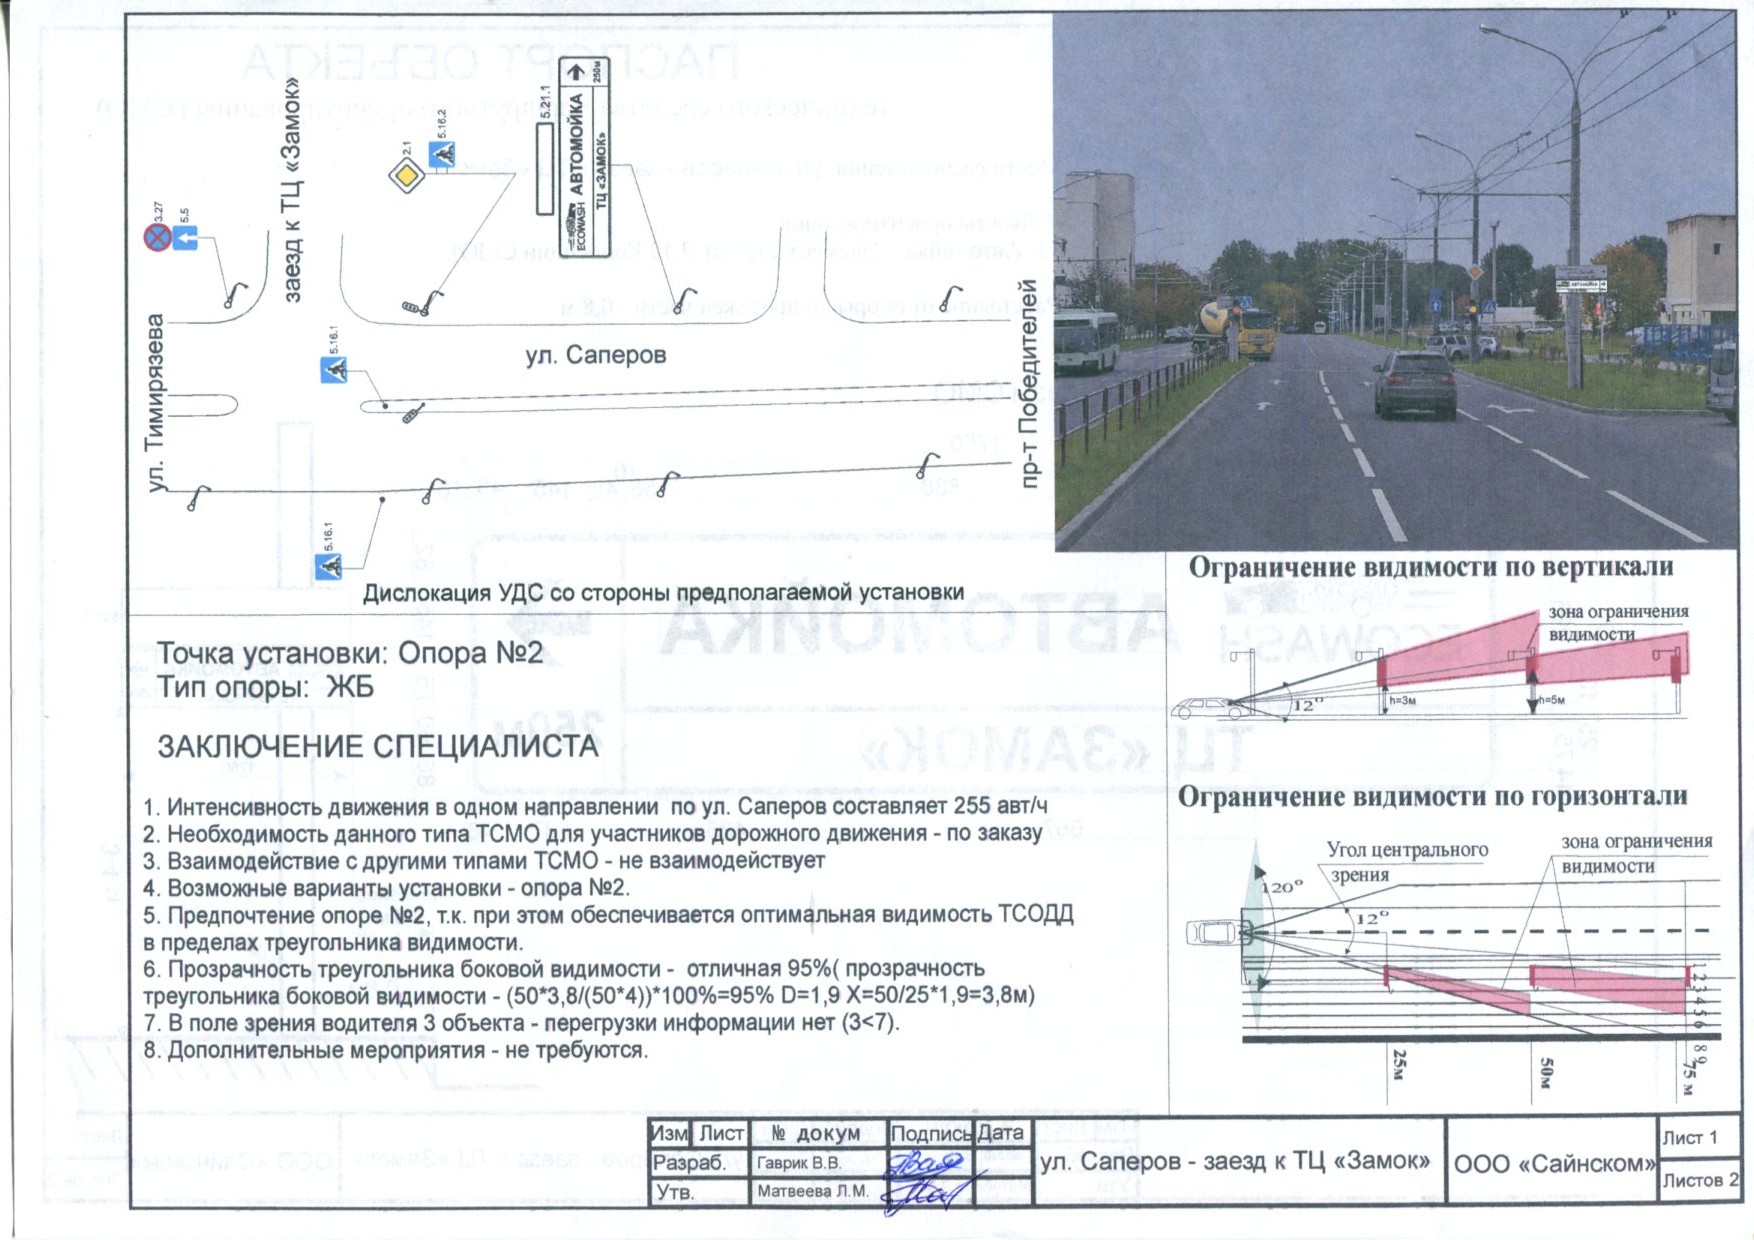 заезд к ТЦ «Замок»
3.27
5.5
2.1
5.16.2
5.21.1
ECOWASH АВТОМОЙКА
ТЦ «ЗАМОК» 250м
ул. Тимирязева
5.16.1
ул. Саперов
пр-т Победителей
5.16.1
Дислокация УДС со стороны предполагаемой установки
Точка установки: Опора №2
Тип опоры: ЖБ
ЗАКЛЮЧЕНИЕ СПЕЦИАЛИСТА
1. Интенсивность движения в одном направлении по ул. Саперов составляет 255 авт/ч
2. Необходимость данного типа ТСМО для участников дорожного движения - по заказу
3. Взаимодействие с другими типами ТСМО - не взаимодействует
4. Возможные варианты установки - опора №2.
5. Предпочтение опоре №2, т.к. при этом обеспечивается оптимальная видимость ТСОДД
в пределах треугольника видимости.
6. Прозрачность треугольника боковой видимости - отличная 95%( прозрачность
треугольника боковой видимости - (50*3,8/(50*4))*100%=95% D=1,9 X=50/25*1,9=3,8м)
7. В поле зрения водителя 3 объекта - перегрузки информации нет (3<7).
8. Дополнительные мероприятия - не требуются.
Ограничение видимости по вертикали
зона ограничения
видимости
12°
h=3м
h=5м
Ограничение видимости по горизонтали
Угол центрального
зрения
зона ограничения
видимости
120°
12°
1 2 3 4 5 6 8 9
25м
50м
75 м
Изм Лист № докум Подпись Дата
Разраб. Гаврик В.В.
Утв. Матвеева Л.М.
ул. Саперов - заезд к ТЦ «Замок»
ООО «Сайнском»
Лист 1
Листов 2